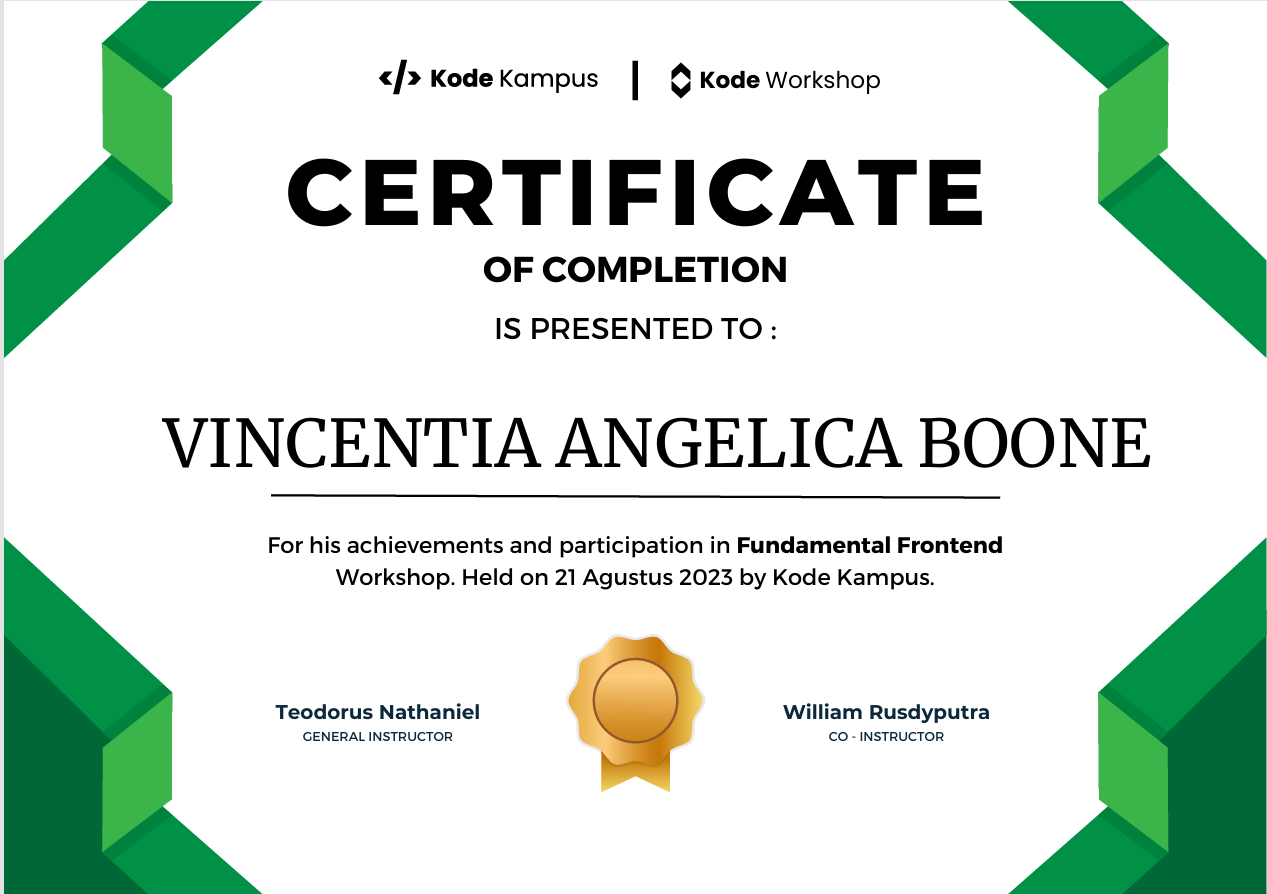 </> Kode Kampus | Kode Workshop
CERTIFICATE
OF COMPLETION
IS PRESENTED TO :
VINCENTIA ANGELICA BOONE
For his achievements and participation in Fundamental Frontend
Workshop. Held on 21 Agustus 2023 by Kode Kampus.
Teodorus Nathaniel
GENERAL INSTRUCTOR
William Rusdyputra
CO - INSTRUCTOR